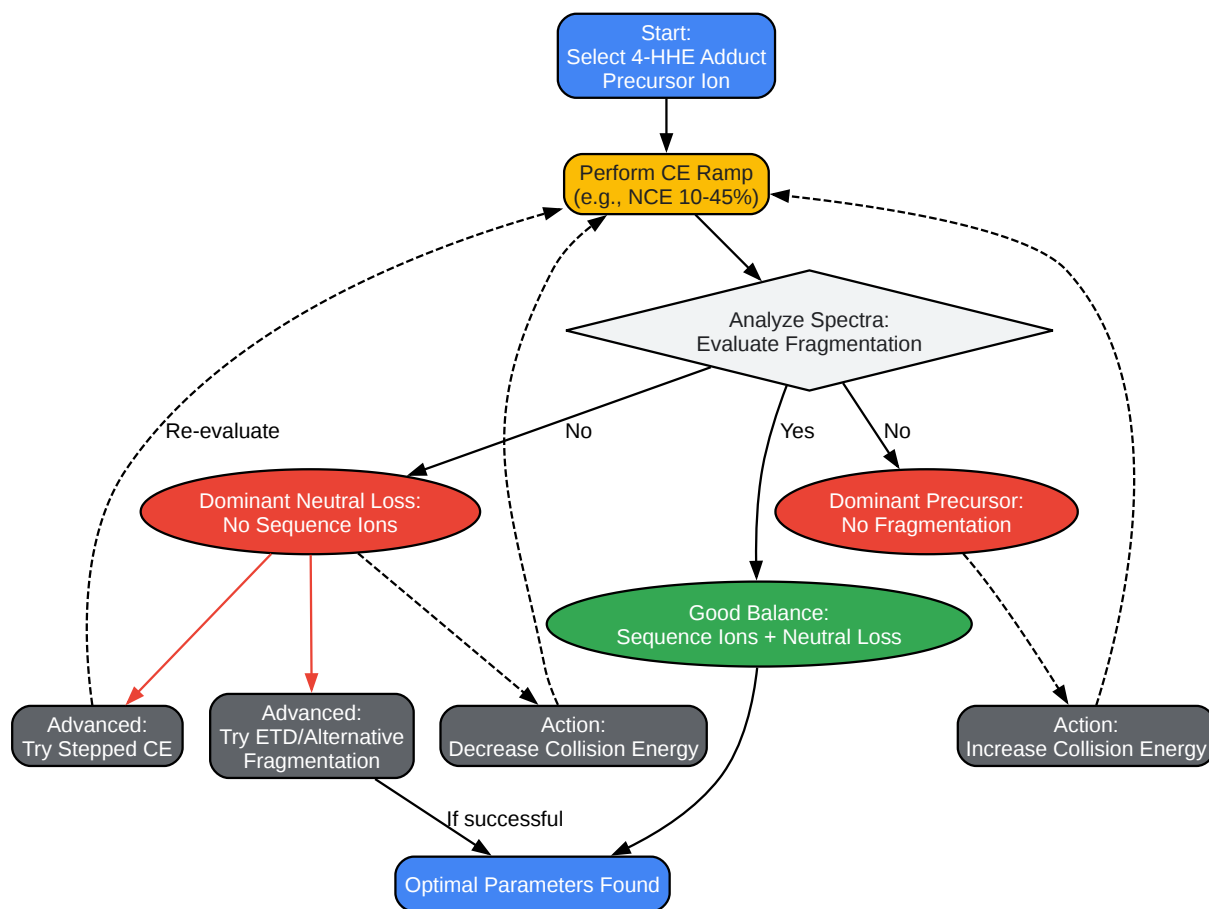 Start:
Select 4-HHE Adduct
Precursor Ion
Perform CE Ramp
(e.g., NCE 10-45%)
Analyze Spectra:
Evaluate Fragmentation
Re-evaluate
No
Yes
No
Dominant Neutral Loss:
No Sequence Ions
Dominant Precursor:
No Fragmentation
Good Balance:
Sequence Ions + Neutral Loss
Advanced:
Try Stepped CE
Advanced:
Try ETD/Alternative
Fragmentation
Action:
Decrease Collision Energy
Action:
Increase Collision Energy
If successful
Optimal Parameters Found